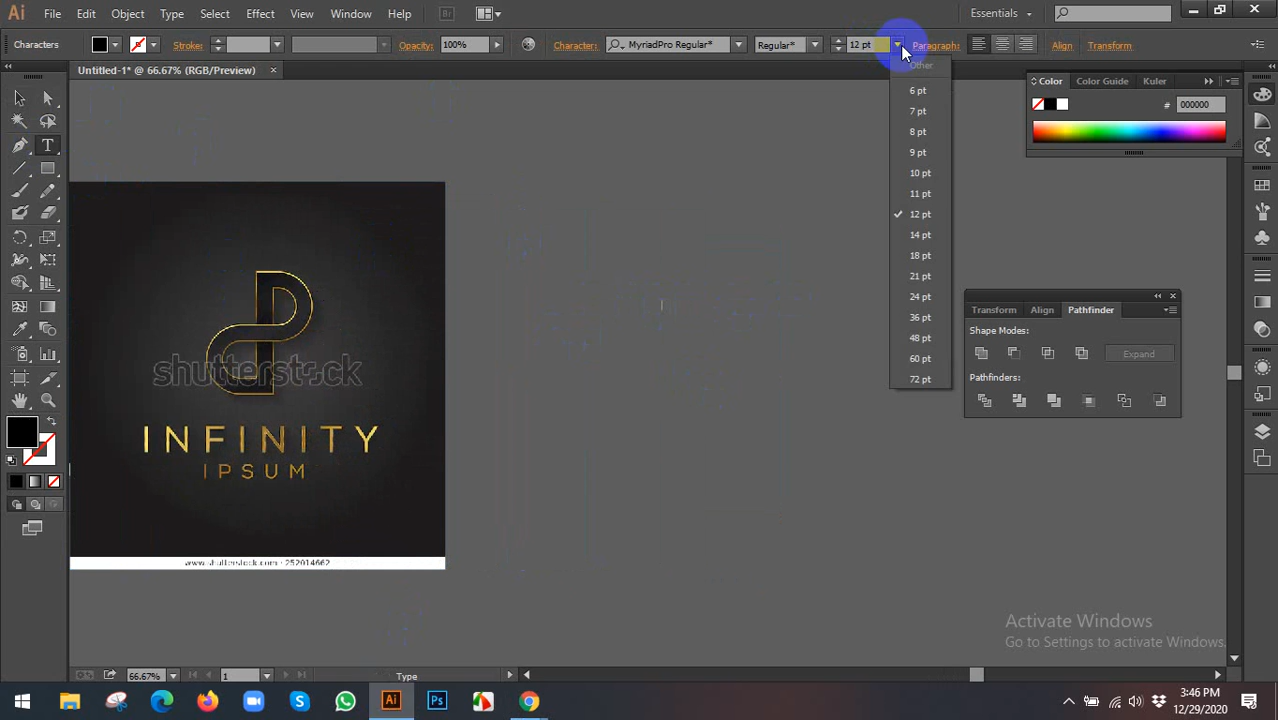 Ai File Edit Object Type Select Effect View Window Help Br Essentials
Characters Stroke: Opacity: 100% Character: MyriadPro Regular* Regular* 12 pt Paragraph: Align Transform
Untitled-1* @ 66.67% (RGB/Preview)
Other
6 pt
7 pt
8 pt
9 pt
10 pt
11 pt
12 pt
14 pt
18 pt
21 pt
24 pt
36 pt
48 pt
60 pt
72 pt
Color Color Guide Kuler
# 000000
Transform Align Pathfinder
Shape Modes:
Expand
Pathfinders:
shutterstock
INFINITY
IPSUM
www.shutterstock.com · 252014662
Activate Windows
Go to Settings to activate Windows.
66.67% 1 Type
Ai Ps 3:46 PM
12/29/2020